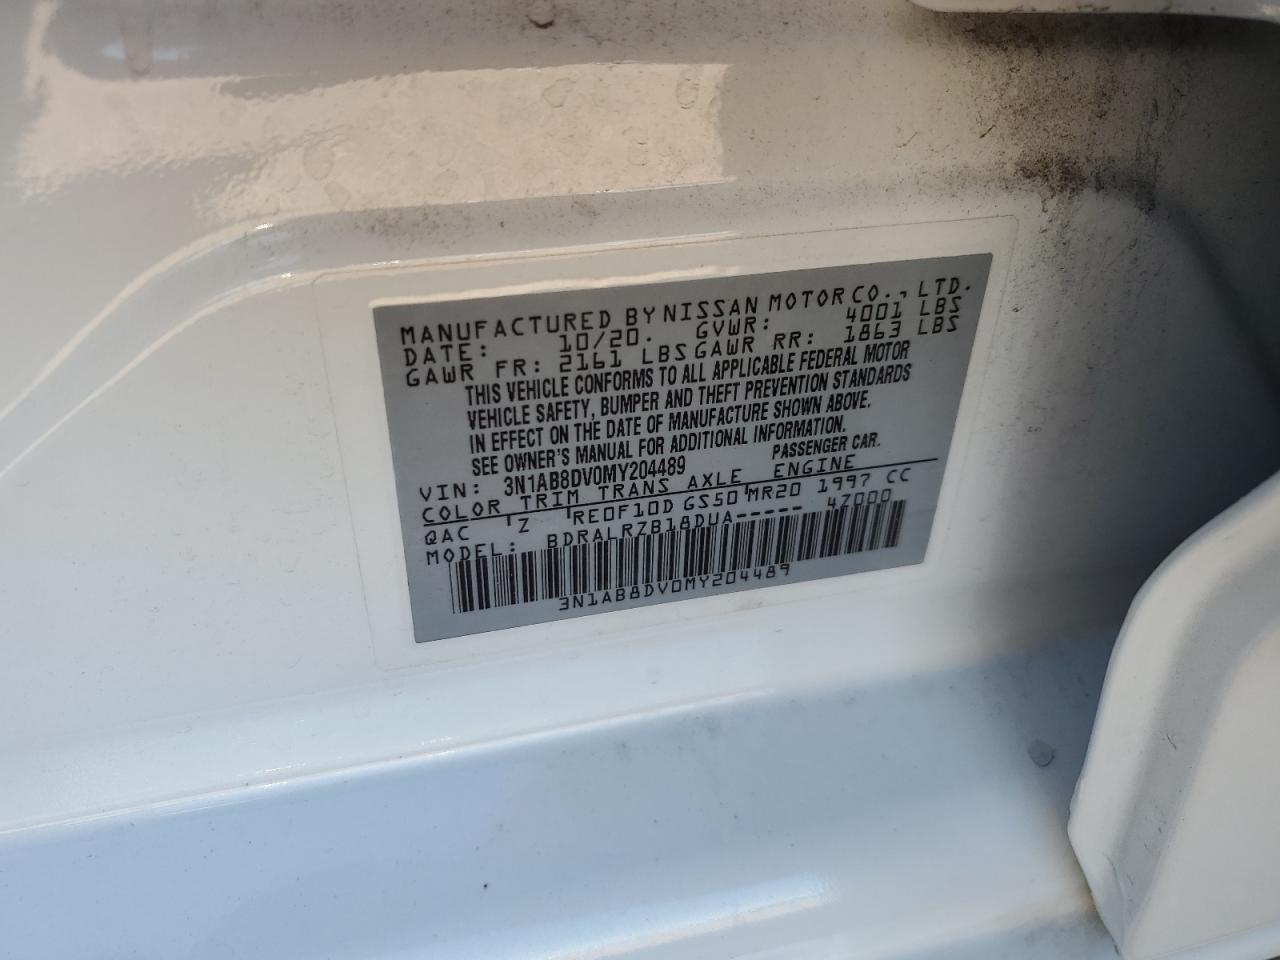 MANUFACTURED BY NISSAN MOTOR CO., LTD.
DATE: 10/20. GVWR: 4001 LBS
GAWR FR: 2161 LBS GAWR RR: 1863 LBS
THIS VEHICLE CONFORMS TO ALL APPLICABLE FEDERAL MOTOR
VEHICLE SAFETY, BUMPER AND THEFT PREVENTION STANDARDS
IN EFFECT ON THE DATE OF MANUFACTURE SHOWN ABOVE.
SEE OWNER'S MANUAL FOR ADDITIONAL INFORMATION.
VIN: 3N1AB8DV0MY204489 PASSENGER CAR.
COLOR TRIM TRANS AXLE ENGINE
QAC Z RE0F10D GS50 MR20 1997 CC
MODEL: BDRALRZB18DUA----- 4Z000
3N1AB8DV0MY204489